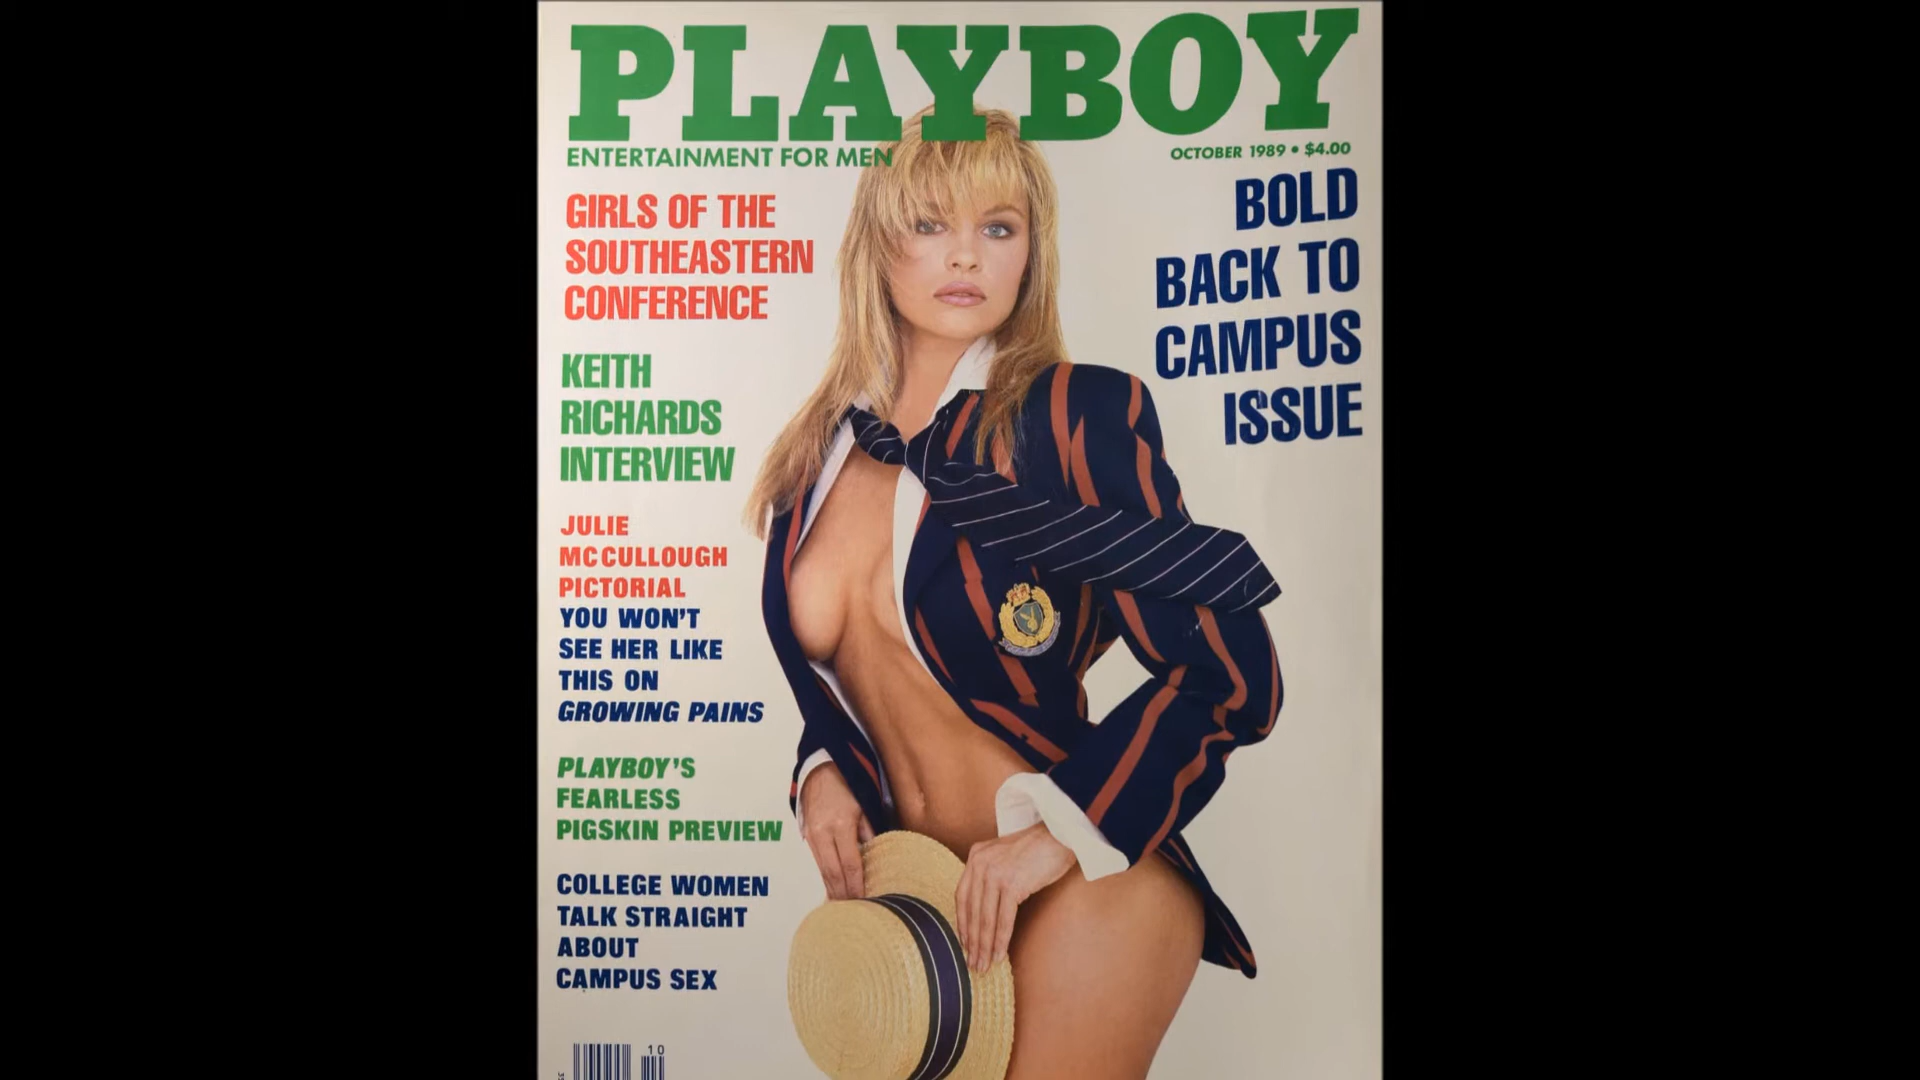 PLAYBOY
ENTERTAINMENT FOR MEN
OCTOBER 1989 • $4.00
GIRLS OF THE
SOUTHEASTERN
CONFERENCE
KEITH
RICHARDS
INTERVIEW
JULIE
MCCULLOUGH
PICTORIAL
YOU WON'T
SEE HER LIKE
THIS ON
GROWING PAINS
PLAYBOY'S
FEARLESS
PIGSKIN PREVIEW
COLLEGE WOMEN
TALK STRAIGHT
ABOUT
CAMPUS SEX
BOLD
BACK TO
CAMPUS
ISSUE
10